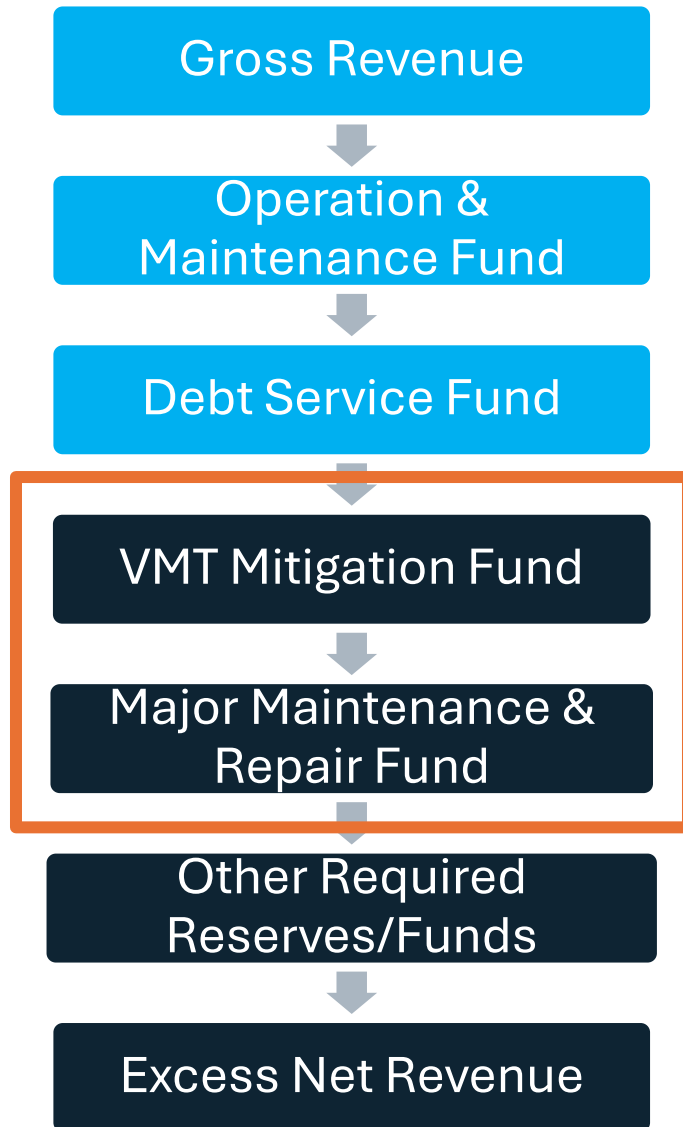 Gross Revenue
Operation &
Maintenance Fund
Debt Service Fund
VMT Mitigation Fund
Major Maintenance &
Repair Fund
Other Required
Reserves/Funds
Excess Net Revenue